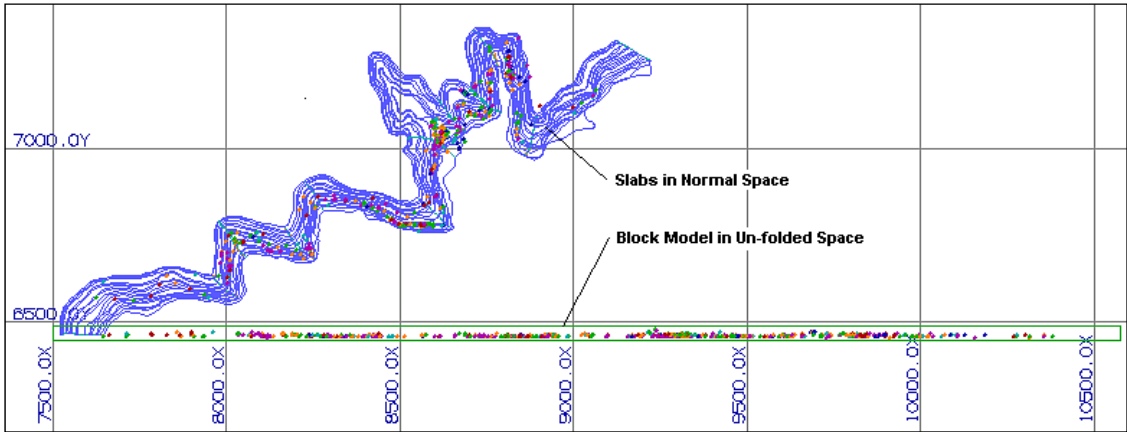 7000.0Y
Slabs in Normal Space
Block Model in Un-folded Space
6500.0Y
7500.0X
8000.0X
8500.0X
9000.0X
9500.0X
10000.0X
10500.0X